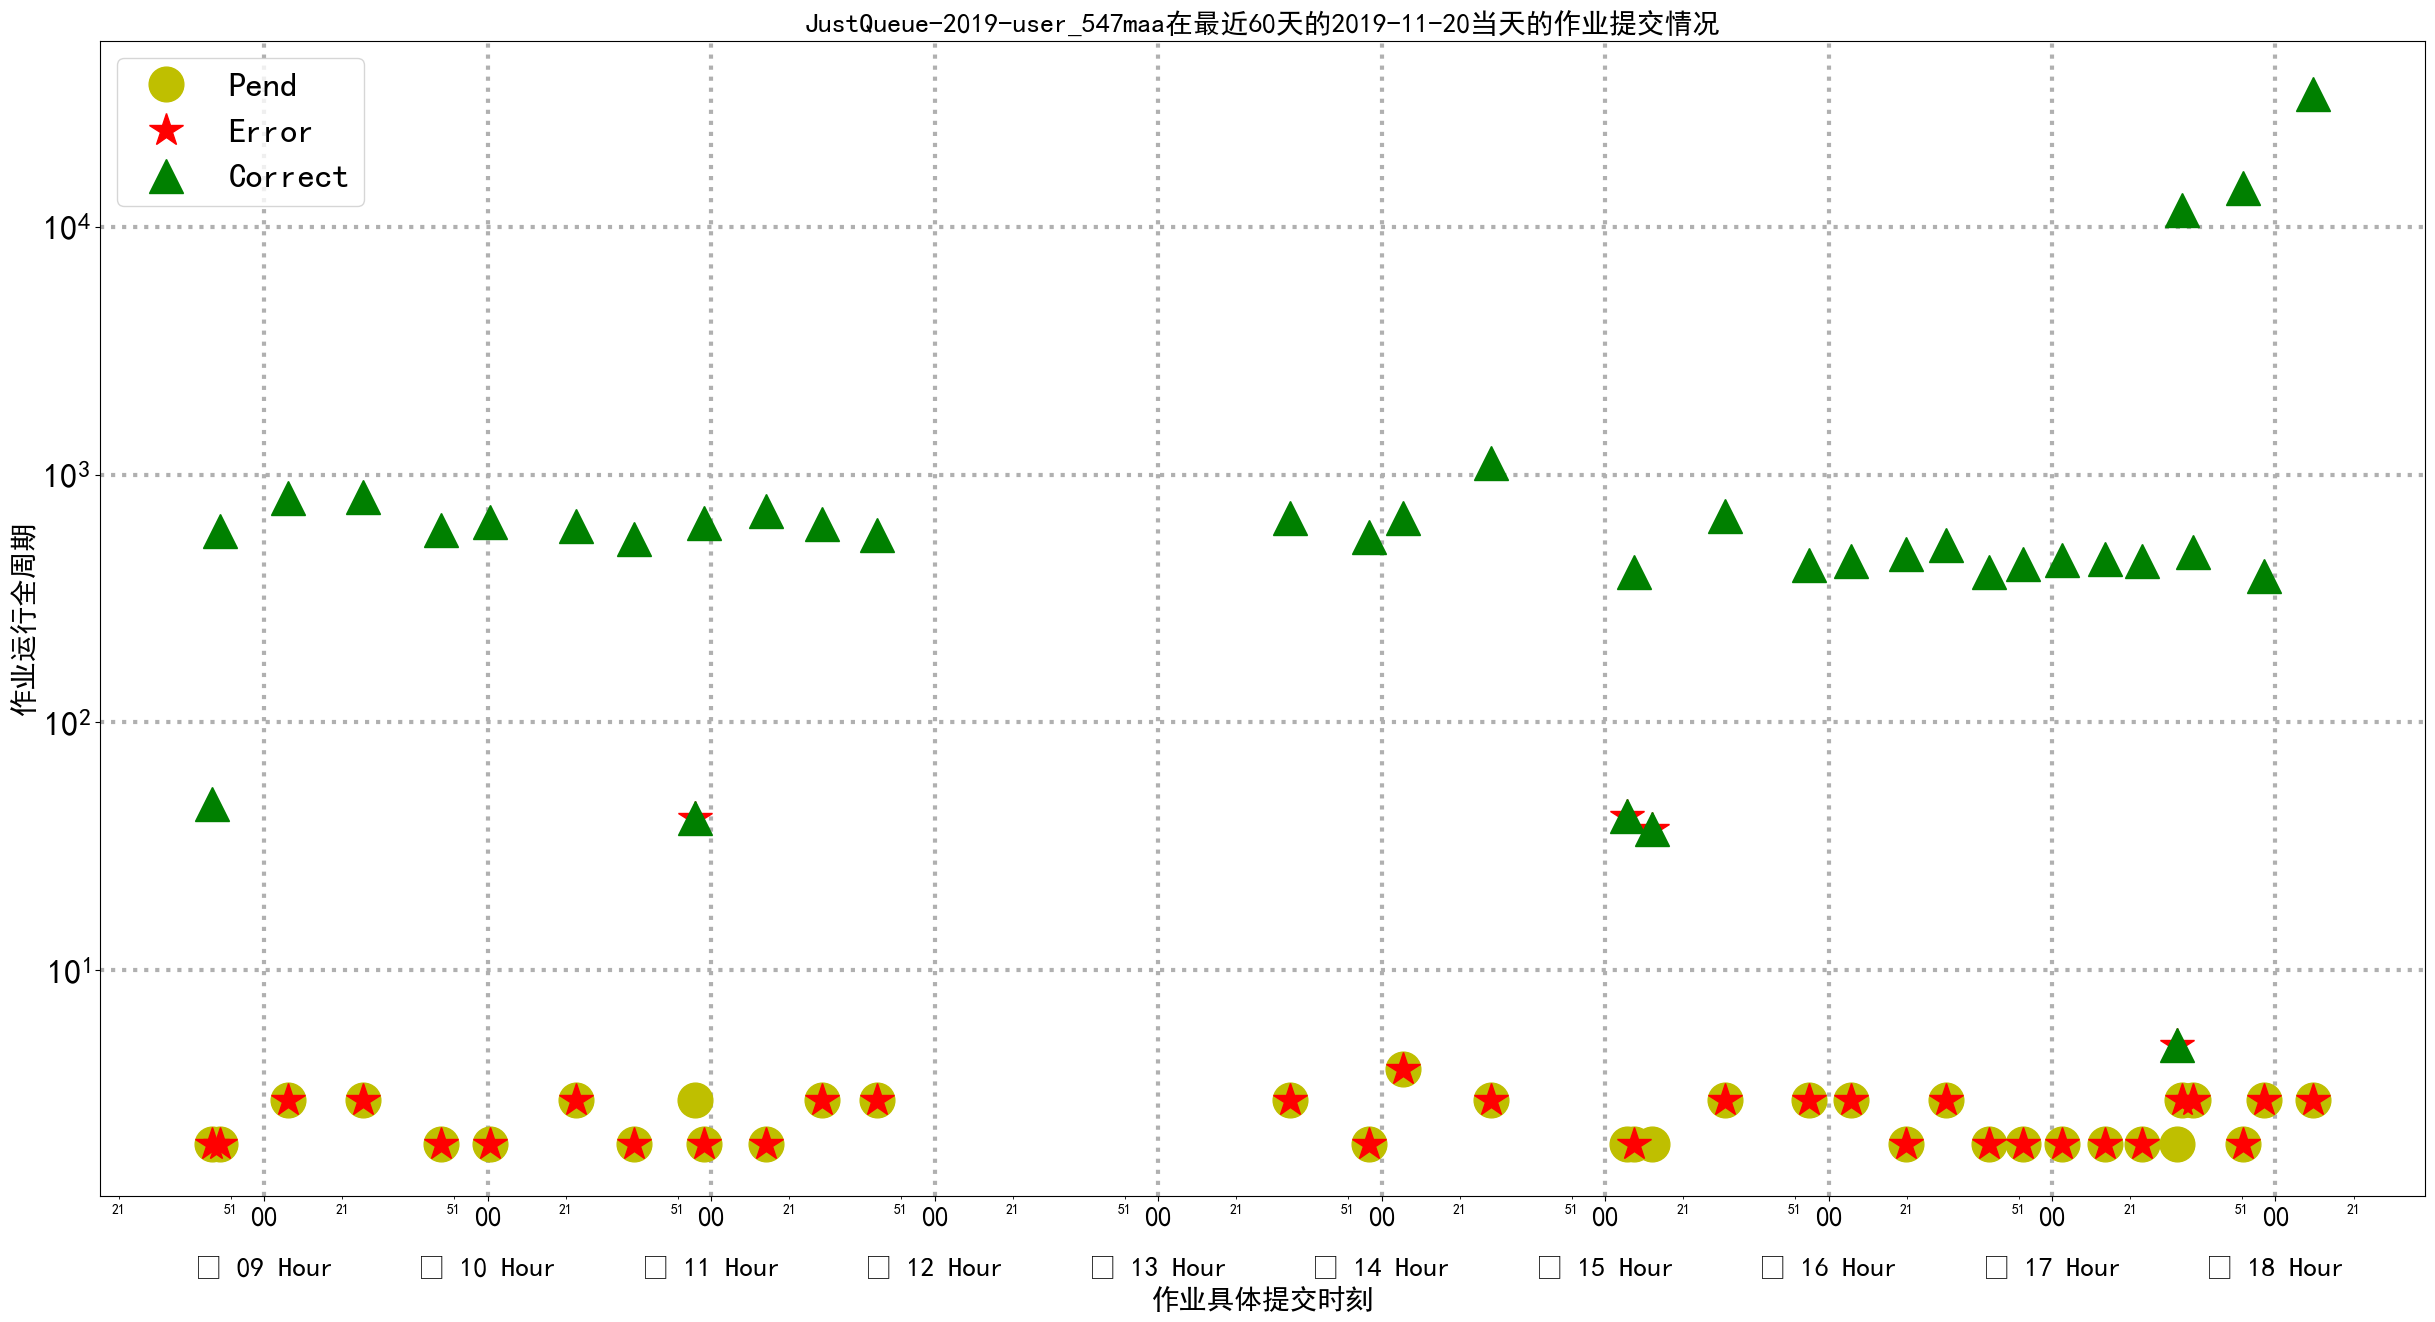 JustQueue-2019-user_547maa在最近60天的2019-11-20当天的作业提交情况
Pend
Error
Correct
10⁴
10³
10²
10¹
作业运行全周期
21 51 00 21 51 00 21 51 00 21 51 00 21 51 00 21 51 00 21 51 00 21 51 00 21 51 00 21 51 00 21
09 Hour 10 Hour 11 Hour 12 Hour 13 Hour 14 Hour 15 Hour 16 Hour 17 Hour 18 Hour
作业具体提交时刻